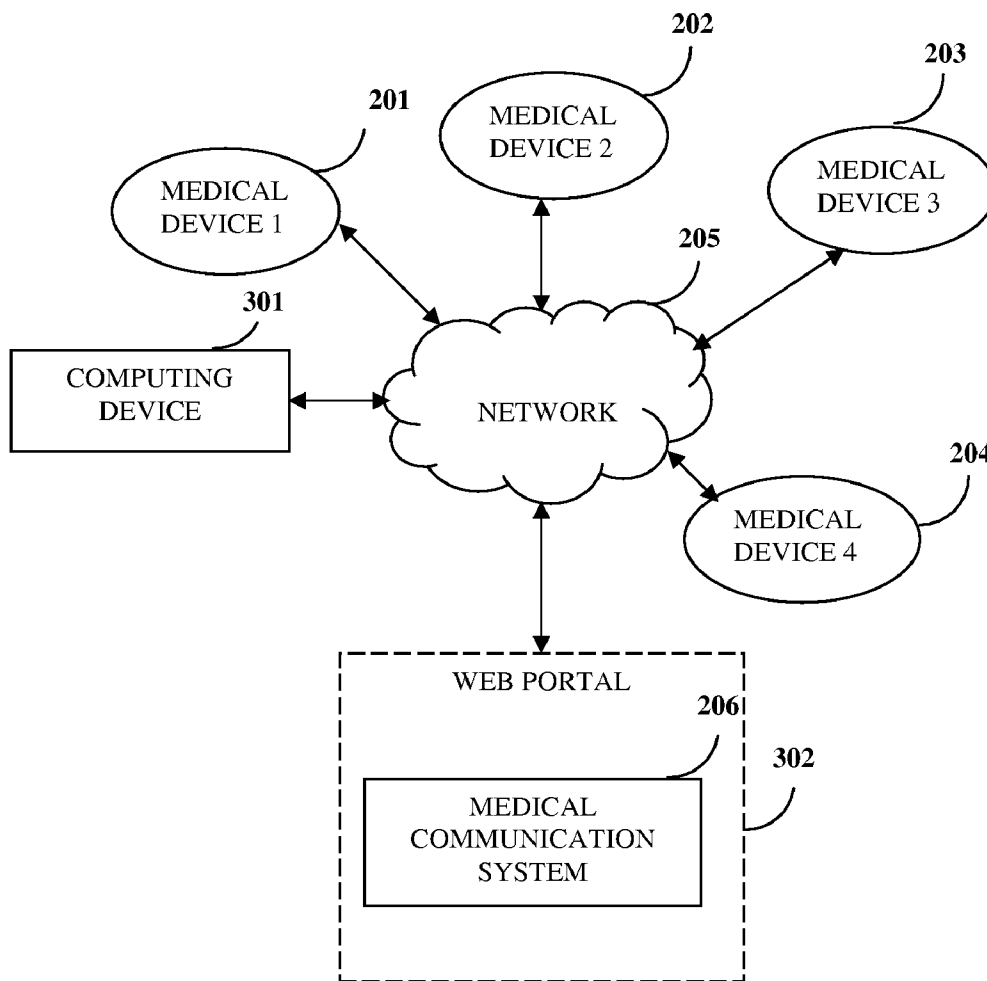 202
203
201
MEDICAL
DEVICE 2
MEDICAL
DEVICE 3
MEDICAL
DEVICE 1
205
301
COMPUTING
DEVICE
NETWORK
204
MEDICAL
DEVICE 4
WEB PORTAL
206
302
MEDICAL
COMMUNICATION
SYSTEM